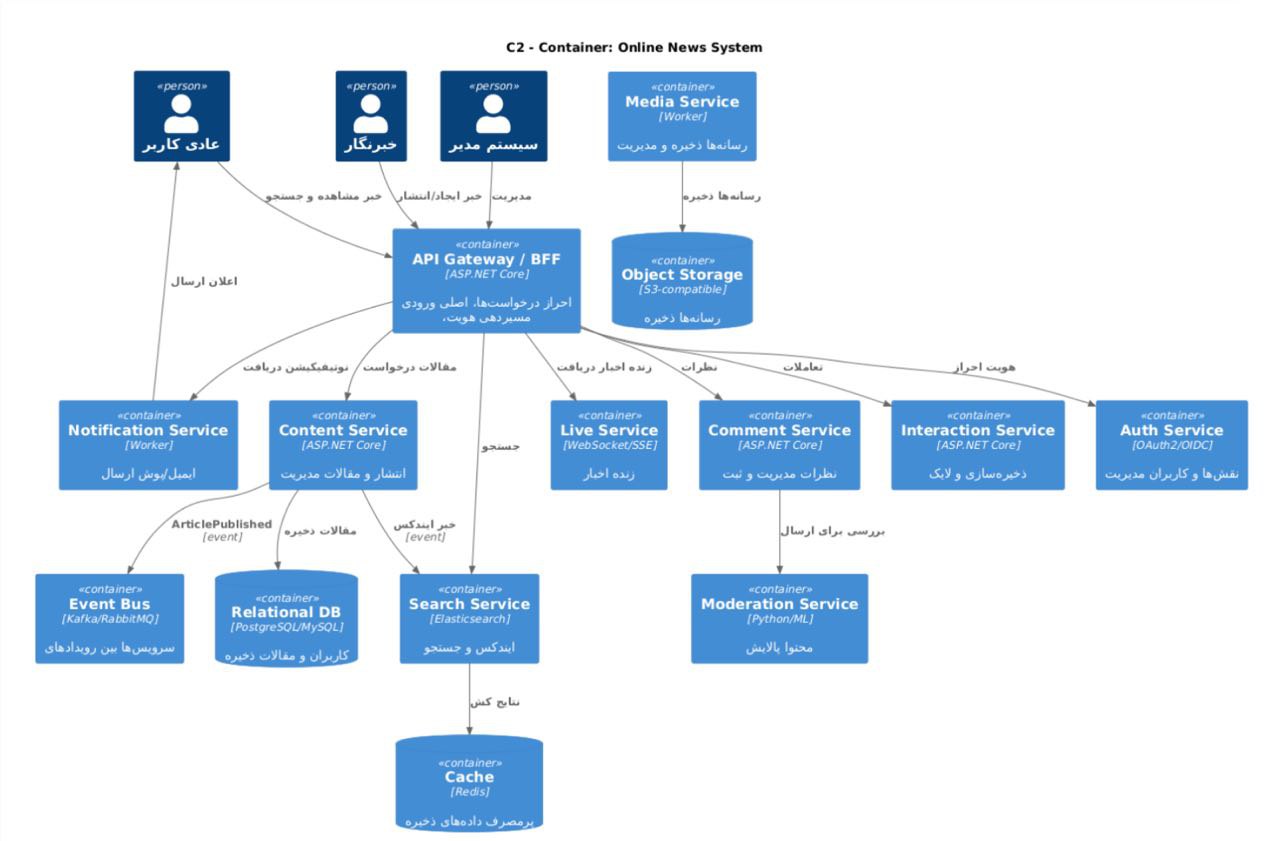 C2 - Container: Online News System
«person»
عادی کاربر
«person»
خبرنگار
«person»
سیستم مدیر
«container»
Media Service
[Worker]
رسانه‌ها ذخیره و مدیریت
خبر مشاهده و جستجو
خبر ایجاد/انتشار
مدیریت
رسانه‌ها ذخیره
«container»
API Gateway / BFF
[ASP.NET Core]
احراز درخواست‌ها، اصلی ورودی
مسیردهی هویت،
«container»
Object Storage
[S3-compatible]
رسانه‌ها ذخیره
اعلان ارسال
نوتیفیکیشن دریافت
مقالات درخواست
جستجو
زنده اخبار دریافت
نظرات
تعاملات
هویت احراز
«container»
Notification Service
[Worker]
ایمیل/پوش ارسال
«container»
Content Service
[ASP.NET Core]
انتشار و مقالات مدیریت
«container»
Live Service
[WebSocket/SSE]
زنده اخبار
«container»
Comment Service
[ASP.NET Core]
نظرات مدیریت و ثبت
«container»
Interaction Service
[ASP.NET Core]
ذخیره‌سازی و لایک
«container»
Auth Service
[OAuth2/OIDC]
نقش‌ها و کاربران مدیریت
ArticlePublished
[event]
مقالات ذخیره
خبر ایندکس
[event]
بررسی برای ارسال
«container»
Event Bus
[Kafka/RabbitMQ]
سرویس‌ها بین رویدادهای
«container»
Relational DB
[PostgreSQL/MySQL]
کاربران و مقالات ذخیره
«container»
Search Service
[Elasticsearch]
ایندکس و جستجو
«container»
Moderation Service
[Python/ML]
محتوا پالایش
نتایج کش
«container»
Cache
[Redis]
پرمصرف داده‌های ذخیره